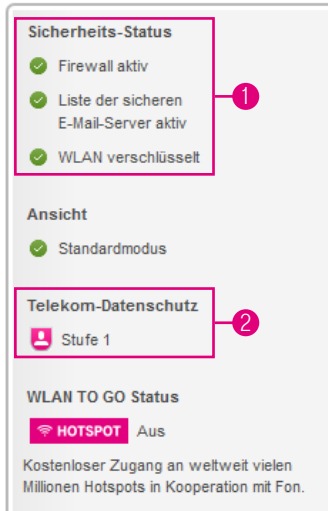 Sicherheits-Status
Firewall aktiv
Liste der sicheren
E-Mail-Server aktiv
1
WLAN verschlüsselt
Ansicht
Standardmodus
Telekom-Datenschutz
2
Stufe 1
WLAN TO GO Status
HOTSPOT Aus
Kostenloser Zugang an weltweit vielen
Millionen Hotspots in Kooperation mit Fon.